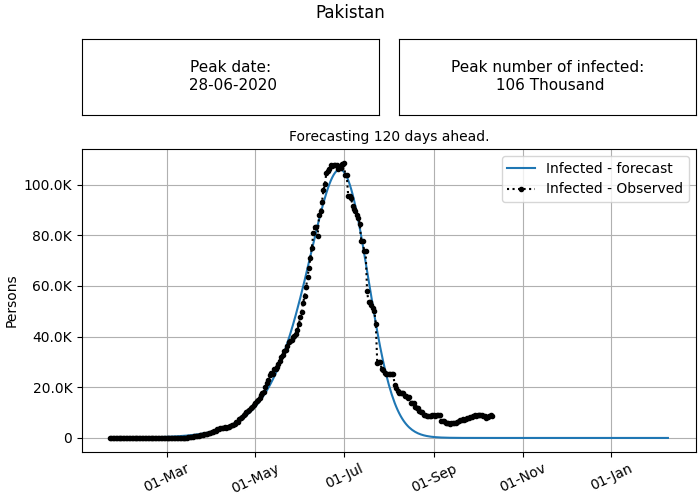 Pakistan
Peak date:
28-06-2020
Peak number of infected:
106 Thousand
Forecasting 120 days ahead.
Infected - forecast
Infected - Observed
Persons
100.0K
80.0K
60.0K
40.0K
20.0K
0
01-Mar
01-May
01-Jul
01-Sep
01-Nov
01-Jan